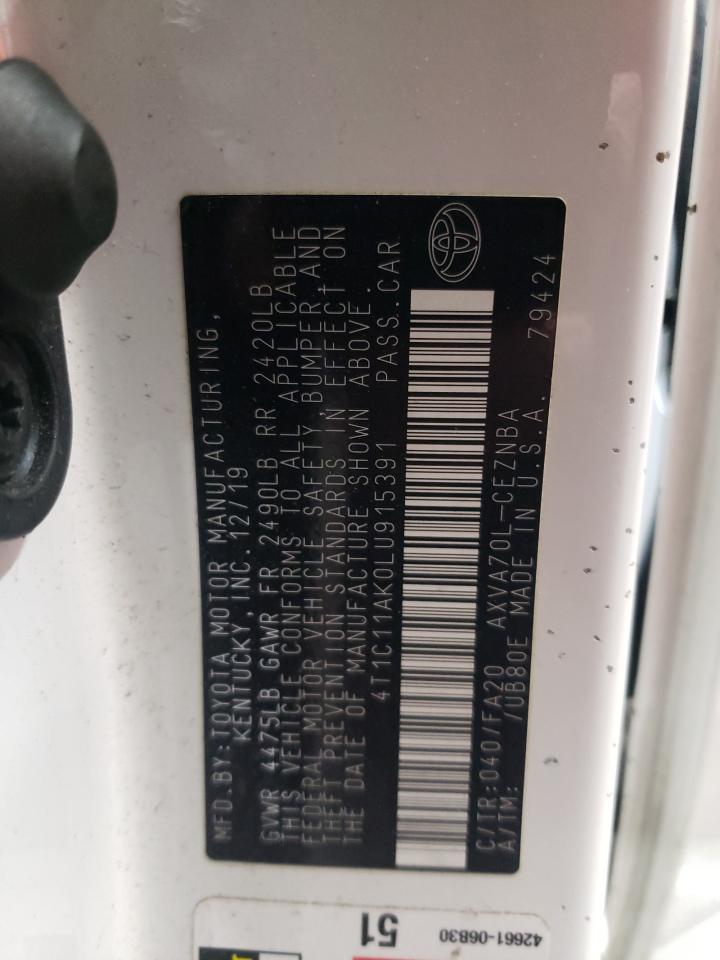 MFD.BY:TOYOTA MOTOR MANUFACTURING,
KENTUCKY, INC. 12/19
GVWR 4475LB GAWR FR 2490LB RR 2420LB
THIS VEHICLE CONFORMS TO ALL APPLICABLE
FEDERAL MOTOR VEHICLE SAFETY, BUMPER, AND
THEFT PREVENTION STANDARDS IN EFFECT ON
THE DATE OF MANUFACTURE SHOWN ABOVE.
4T1C11AK0LU915391 PASS.CAR
C/TR:040/FA20 AXVA70L-CEZNBA
A/TM: /UB80E MADE IN U.S.A. 79424
51
42661-06B30